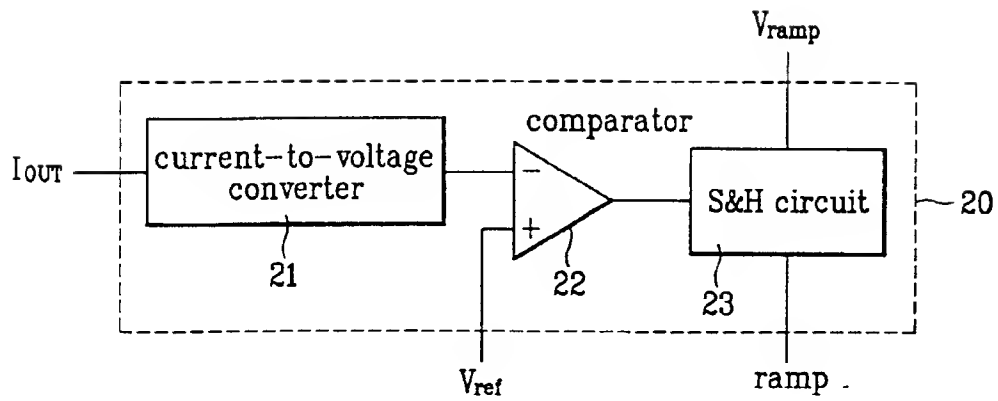 Vramp
comparator
IOUT
current-to-voltage
converter
−
+
S&H circuit
20
21
22
23
Vref
ramp